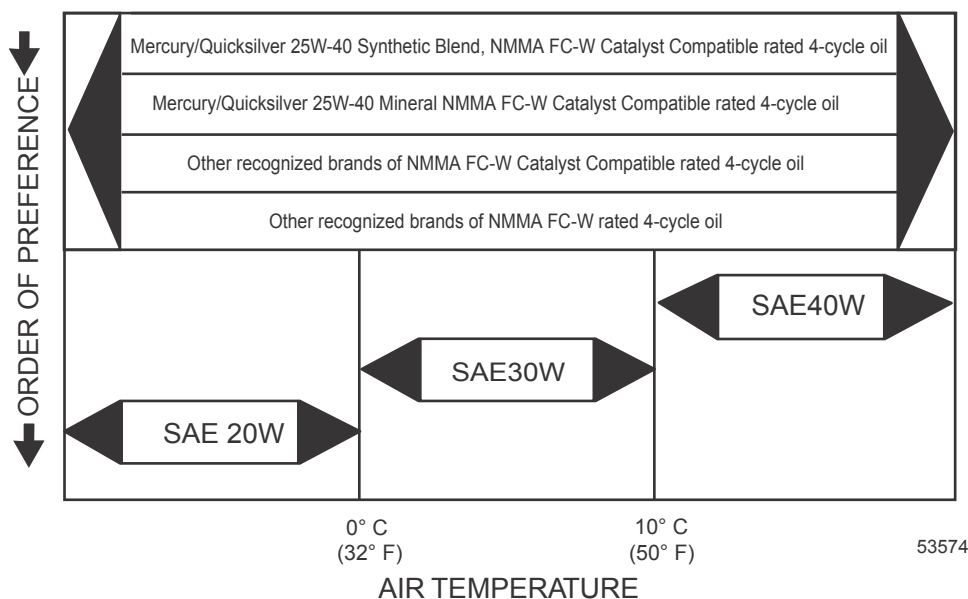 Mercury/Quicksilver 25W-40 Synthetic Blend, NMMA FC-W Catalyst Compatible rated 4-cycle oil
Mercury/Quicksilver 25W-40 Mineral NMMA FC-W Catalyst Compatible rated 4-cycle oil
Other recognized brands of NMMA FC-W Catalyst Compatible rated 4-cycle oil
Other recognized brands of NMMA FC-W rated 4-cycle oil
ORDER OF PREFERENCE
SAE40W
SAE30W
SAE 20W
0° C
(32° F)
10° C
(50° F)
53574
AIR TEMPERATURE